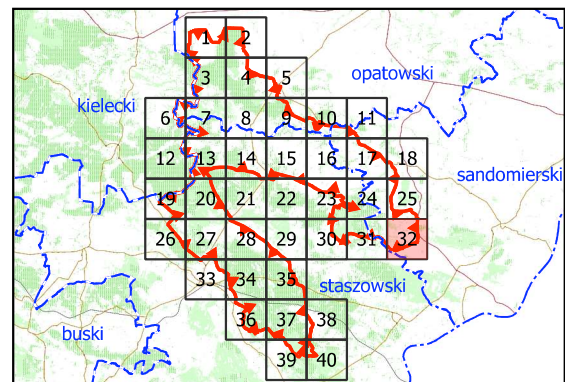 1 2
3 4 5
opatowski
kielecki
6 7 8 9 10 11
12 13 14 15 16 17 18
sandomierski
19 20 21 22 23 24 25
26 27 28 29 30 31 32
33 34 35
staszowski
36 37 38
buski
39 40